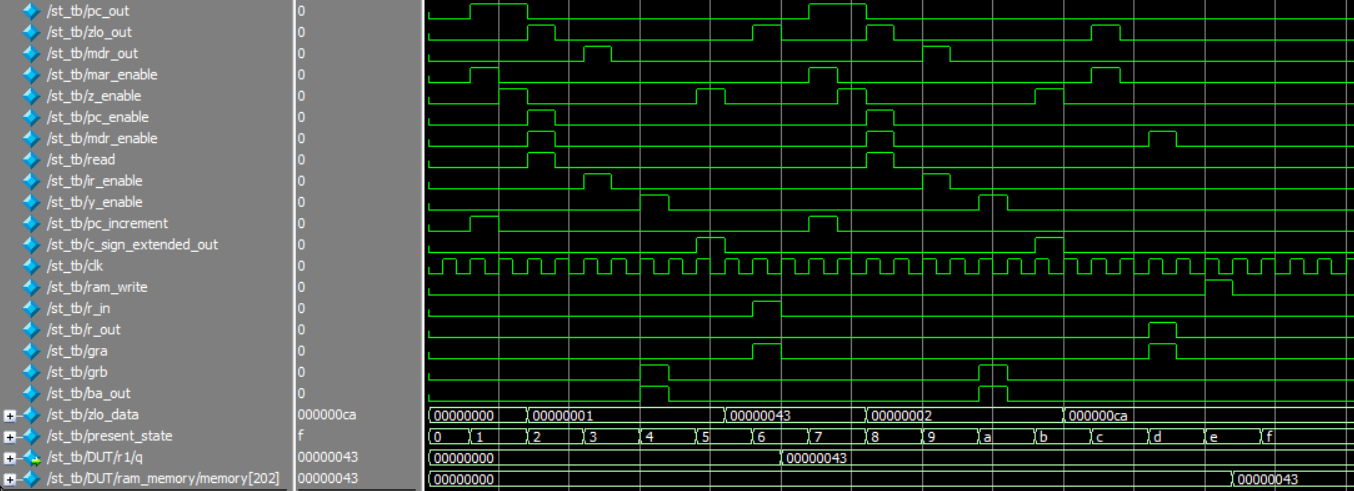 /st_tb/pc_out 0
/st_tb/zlo_out 0
/st_tb/mdr_out 0
/st_tb/mar_enable 0
/st_tb/z_enable 0
/st_tb/pc_enable 0
/st_tb/mdr_enable 0
/st_tb/read 0
/st_tb/ir_enable 0
/st_tb/y_enable 0
/st_tb/pc_increment 0
/st_tb/c_sign_extended_out 0
/st_tb/clk 0
/st_tb/ram_write 0
/st_tb/r_in 0
/st_tb/r_out 0
/st_tb/gra 0
/st_tb/grb 0
/st_tb/ba_out 0
/st_tb/zlo_data 000000ca 00000000 00000001 00000043 00000002 000000ca
/st_tb/present_state f 0 1 2 3 4 5 6 7 8 9 a b c d e f
/st_tb/DUT/r1/q 00000043 00000000 00000043
/st_tb/DUT/ram_memory/memory[202] 00000043 00000000 00000043